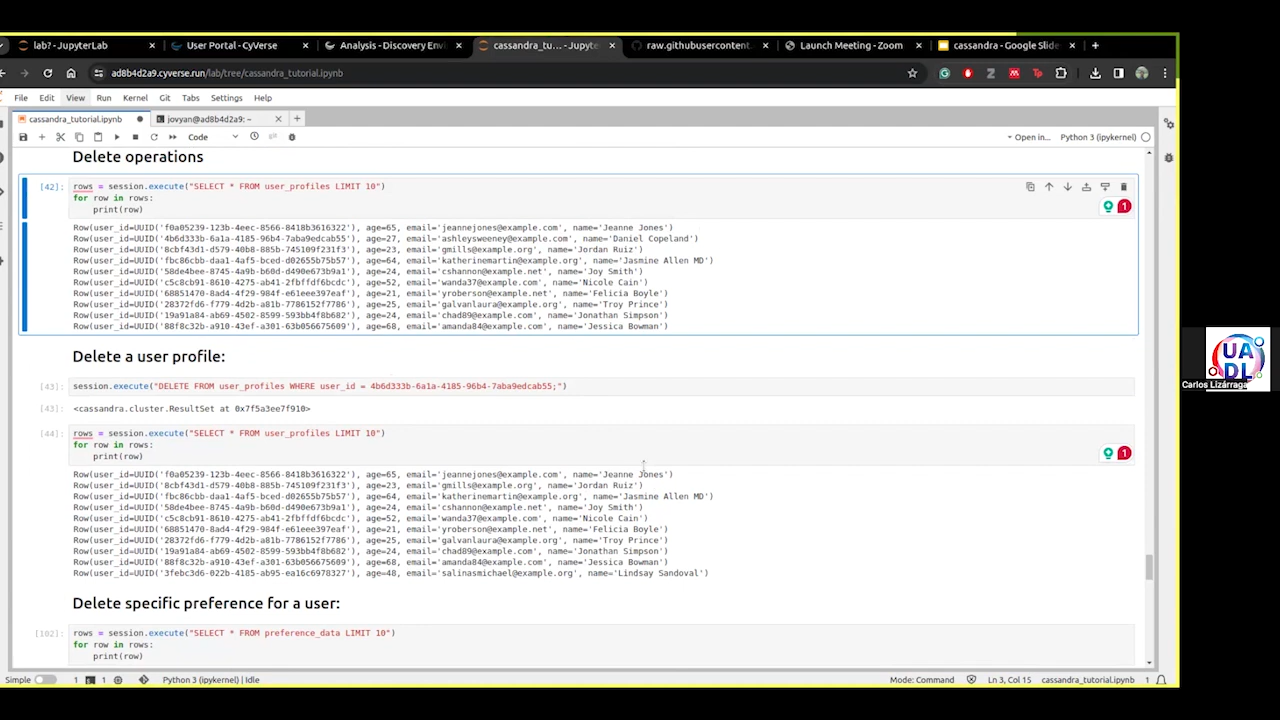 lab? - JupyterLab
User Portal - CyVerse
Analysis - Discovery Envi
cassandra_tu... - Jupyte
raw.githubusercontent.
Launch Meeting - Zoom
cassandra - Google Slide
ad8b4d2a9.cyverse.run/lab/tree/cassandra_tutorial.ipynb
File Edit View Run Kernel Git Tabs Settings Help
cassandra_tutorial.ipynb
jovyan@ad8b4d2a9: ~
Code
Open in...
Python 3 (ipykernel)
Delete operations
[42]: rows = session.execute("SELECT * FROM user_profiles LIMIT 10")
for row in rows:
print(row)
1
Row(user_id=UUID('f0a05239-123b-4eec-8566-8418b3616322'), age=65, email='jeannejones@example.com', name='Jeanne Jones')
Row(user_id=UUID('4b6d333b-6a1a-4185-96b4-7aba9edcab55'), age=27, email='ashleysweeney@example.com', name='Daniel Copeland')
Row(user_id=UUID('8cbf43d1-d579-40b8-885b-745109f231f3'), age=23, email='gmills@example.org', name='Jordan Ruiz')
Row(user_id=UUID('fbc86cbb-daa1-4af5-bced-d02655b75d77'), age=64, email='katherinemartin@example.org', name='Jasmine Allen MD')
Row(user_id=UUID('58de4bee-8745-4a9b-b60d-d490e673b9a1'), age=24, email='cshannon@example.net', name='Joy Smith')
Row(user_id=UUID('c5c8cb91-8610-4275-ab41-2fbffdf6bcdc'), age=52, email='wanda37@example.com', name='Nicole Cain')
Row(user_id=UUID('68851470-8ad4-4f29-984f-e61eee397eaf'), age=21, email='yroberson@example.net', name='Felicia Boyle')
Row(user_id=UUID('28372fd6-f779-4d2b-a81b-7786152f7786'), age=25, email='galvanlaura@example.org', name='Troy Prince')
Row(user_id=UUID('19a91a84-ab69-4502-8599-593bb4f8b646'), age=24, email='chad89@example.com', name='Jonathan Simpson')
Row(user_id=UUID('88f8c32b-a910-43ef-a301-63b056675609'), age=68, email='amanda84@example.com', name='Jessica Bowman')
Delete a user profile:
[43]: session.execute("DELETE FROM user_profiles WHERE user_id = 4b6d333b-6a1a-4185-96b4-7aba9edcab55;")
[43]: <cassandra.cluster.ResultSet at 0x7f5a3ee7f910>
[44]: rows = session.execute("SELECT * FROM user_profiles LIMIT 10")
for row in rows:
print(row)
1
Row(user_id=UUID('f0a05239-123b-4eec-8566-8418b3616322'), age=65, email='jeannejones@example.com', name='Jeanne Jones')
Row(user_id=UUID('8cbf43d1-d579-40b8-885b-745109f231f3'), age=23, email='gmills@example.org', name='Jordan Ruiz')
Row(user_id=UUID('fbc86cbb-daa1-4af5-bced-d02655b75d77'), age=64, email='katherinemartin@example.org', name='Jasmine Allen MD')
Row(user_id=UUID('58de4bee-8745-4a9b-b60d-d490e673b9a1'), age=24, email='cshannon@example.net', name='Joy Smith')
Row(user_id=UUID('c5c8cb91-8610-4275-ab41-2fbffdf6bcdc'), age=52, email='wanda37@example.com', name='Nicole Cain')
Row(user_id=UUID('68851470-8ad4-4f29-984f-e61eee397eaf'), age=21, email='yroberson@example.net', name='Felicia Boyle')
Row(user_id=UUID('28372fd6-f779-4d2b-a81b-7786152f7786'), age=25, email='galvanlaura@example.org', name='Troy Prince')
Row(user_id=UUID('19a91a84-ab69-4502-8599-593bb4f8b646'), age=24, email='chad89@example.com', name='Jonathan Simpson')
Row(user_id=UUID('88f8c32b-a910-43ef-a301-63b056675609'), age=68, email='amanda84@example.com', name='Jessica Bowman')
Row(user_id=UUID('3febc3d6-022b-4185-ab95-ea16c6978327'), age=48, email='salinasmichael@example.org', name='Lindsay Sandoval')
Delete specific preference for a user:
[102]: rows = session.execute("SELECT * FROM preference_data LIMIT 10")
for row in rows:
print(row)
Simple 1 1 Python 3 (ipykernel) | Idle Mode: Command Ln 3, Col 15 cassandra_tutorial.ipynb 1
UA
DL
Carlos Lizárraga